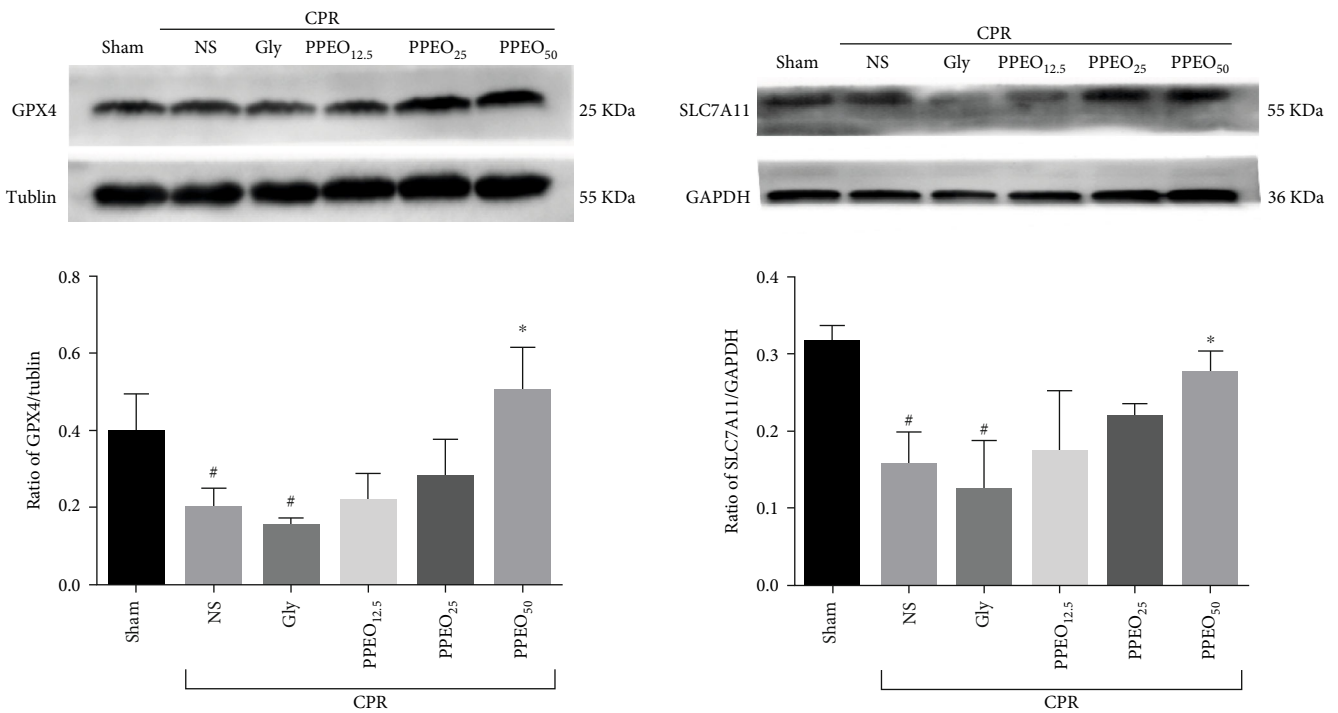 CPR
Sham NS Gly PPEO12.5 PPEO25 PPEO50
GPX4 25 KDa
Tublin 55 KDa
CPR
Sham NS Gly PPEO12.5 PPEO25 PPEO50
SLC7A11 55 KDa
GAPDH 36 KDa
Ratio of GPX4/tublin
0.8
0.6
0.4
0.2
0.0
# # *
Sham NS Gly PPEO12.5 PPEO25 PPEO50
CPR
Ratio of SLC7A11/GAPDH
0.4
0.3
0.2
0.1
0.0
# # *
Sham NS Gly PPEO12.5 PPEO25 PPEO50
CPR